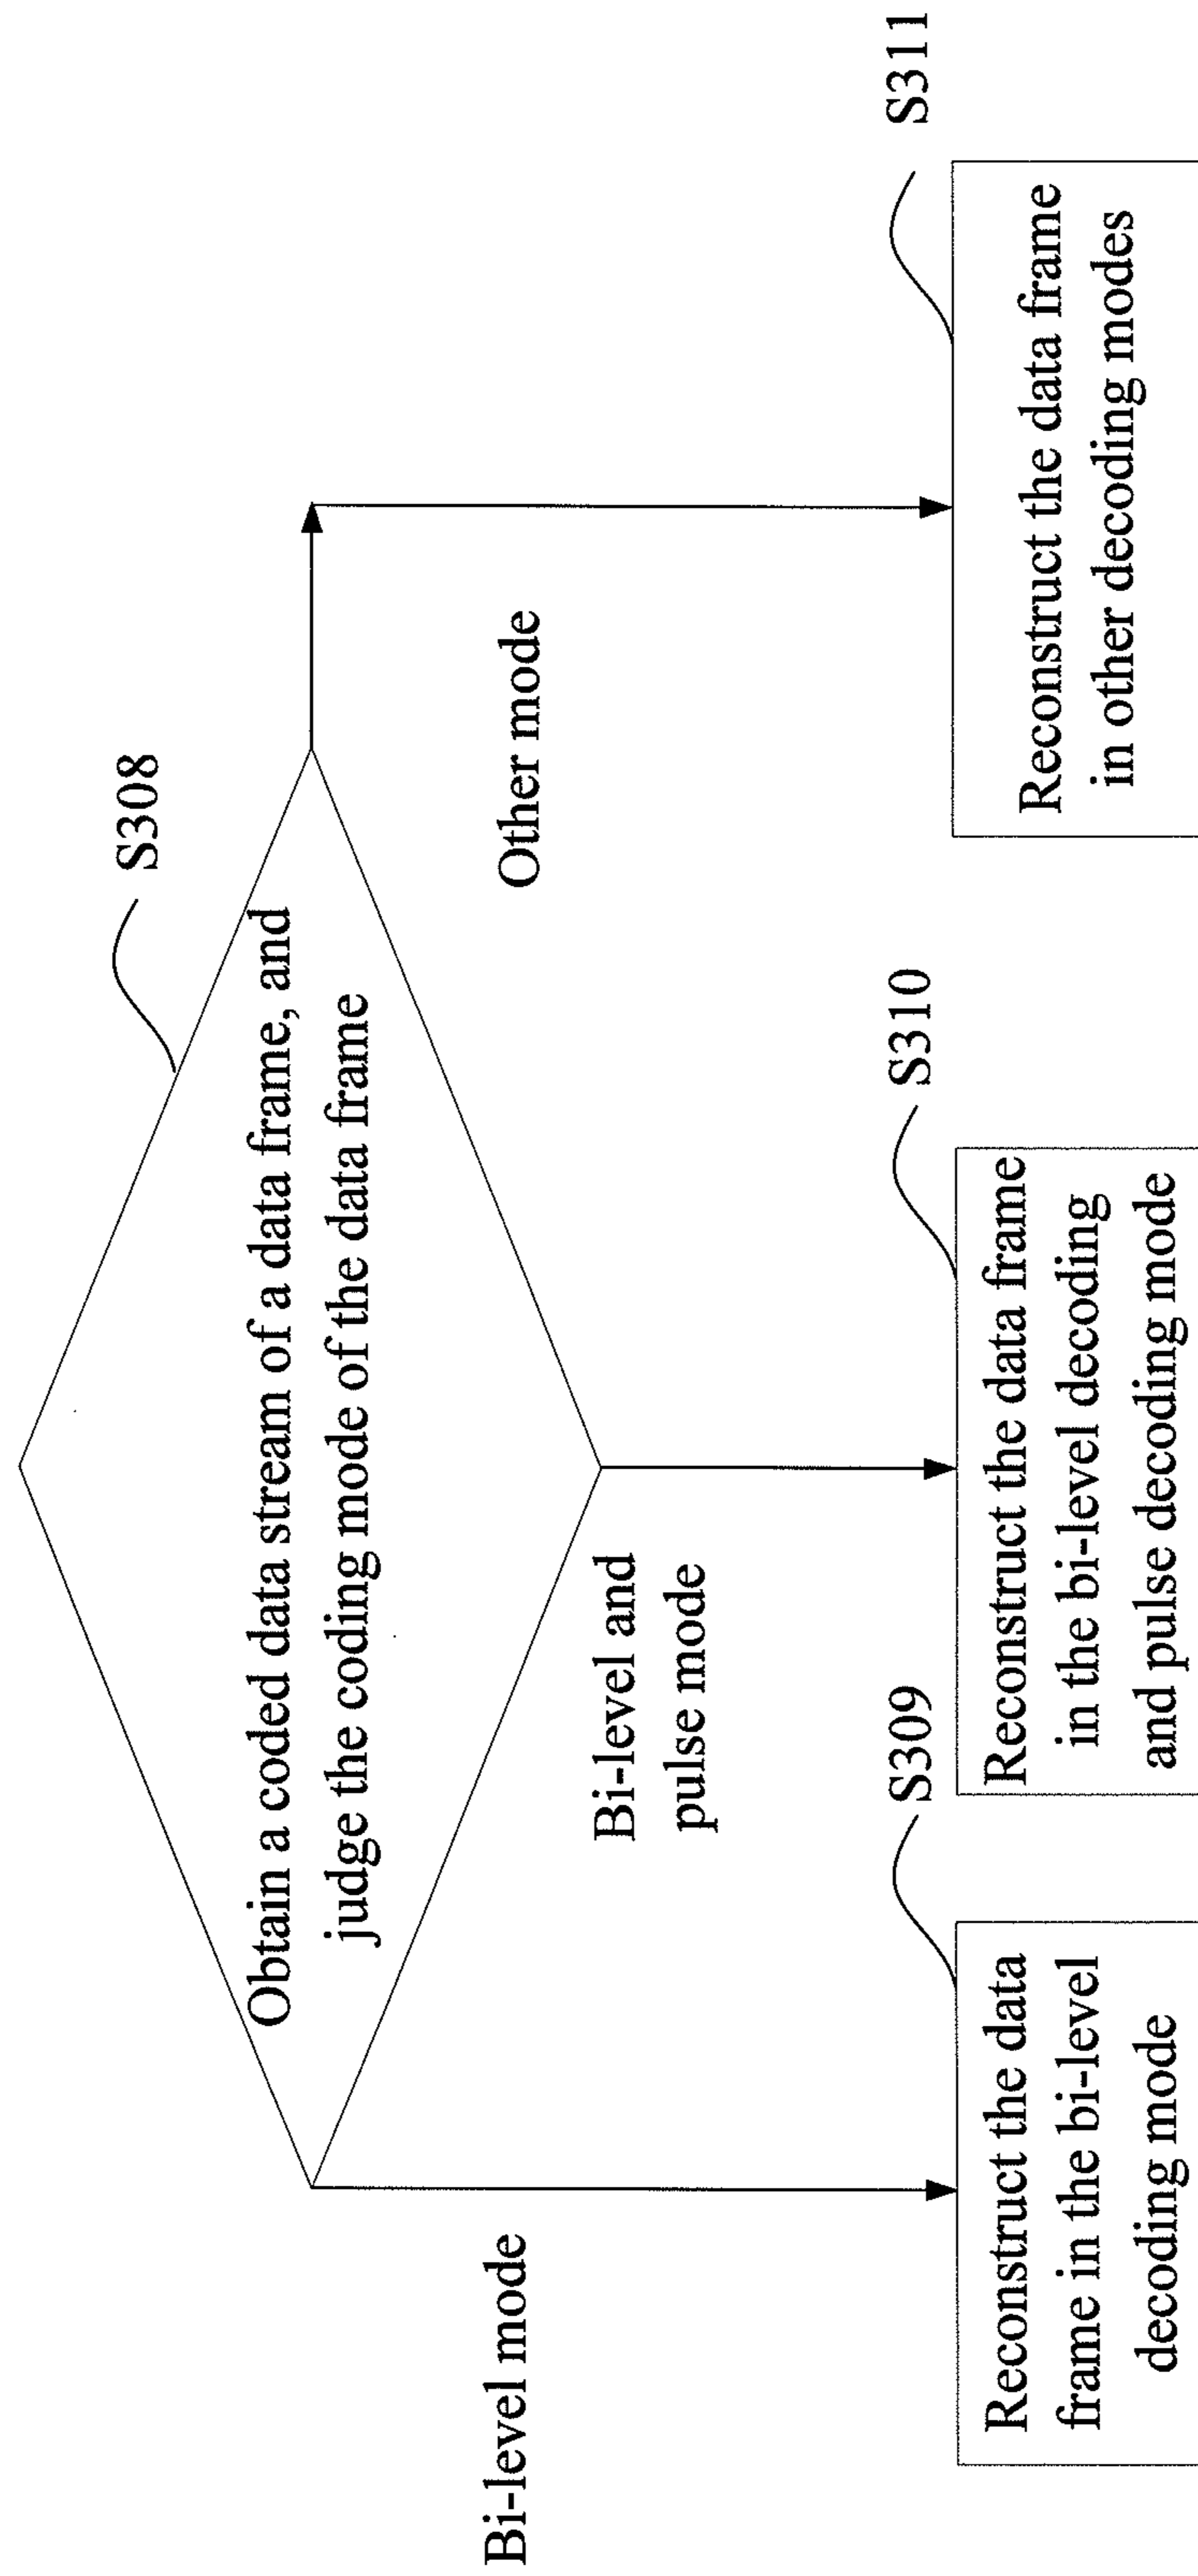 S308
Obtain a coded data stream of a data frame, and
judge the coding mode of the data frame
Bi-level mode
Bi-level and
pulse mode
Other mode
S309
Reconstruct the data
frame in the bi-level
decoding mode
S310
Reconstruct the data frame
in the bi-level decoding
and pulse decoding mode
S311
Reconstruct the data frame
in other decoding modes